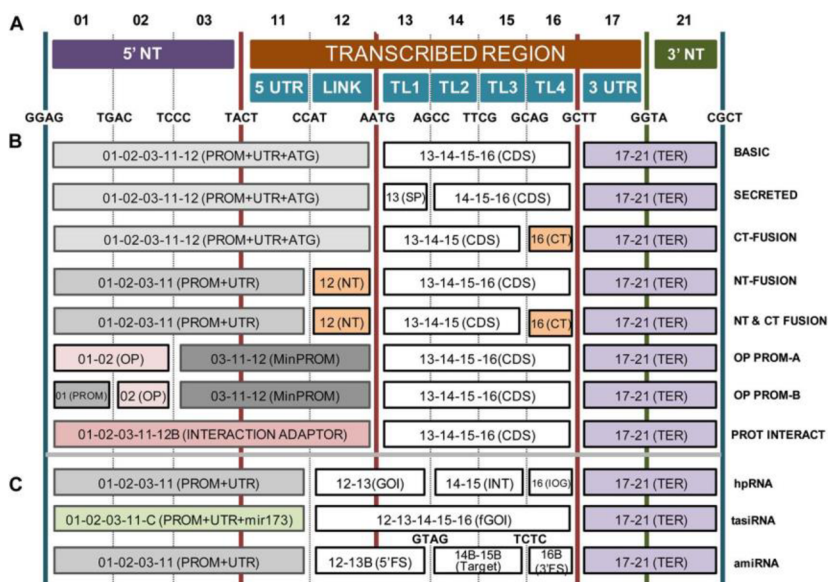 01 02 03 11 12 13 14 15 16 17 21
A
5' NT TRANSCRIBED REGION 3' NT
5 UTR LINK TL1 TL2 TL3 TL4 3 UTR
GGAG TGAC TCCC TACT CCAT AATG AGCC TTCG GCAG GCTT GGTA CGCT
B
01-02-03-11-12 (PROM+UTR+ATG) 13-14-15-16 (CDS) 17-21 (TER) BASIC
01-02-03-11-12 (PROM+UTR+ATG) 13 (SP) 14-15-16 (CDS) 17-21 (TER) SECRETED
01-02-03-11-12 (PROM+UTR+ATG) 13-14-15 (CDS) 16 (CT) 17-21 (TER) CT-FUSION
01-02-03-11 (PROM+UTR) 12 (NT) 13-14-15-16 (CDS) 17-21 (TER) NT-FUSION
01-02-03-11 (PROM+UTR) 12 (NT) 13-14-15 (CDS) 16 (CT) 17-21 (TER) NT & CT FUSION
01-02 (OP) 03-11-12 (MinPROM) 13-14-15 -16(CDS) 17-21 (TER) OP PROM-A
01 (PROM) 02 (OP) 03-11-12 (MinPROM) 13-14-15-16 (CDS) 17-21 (TER) OP PROM-B
01-02-03-11-12B (INTERACTION ADAPTOR) 13-14-15-16 (CDS) 17-21 (TER) PROT INTERACT
C
01-02-03-11 (PROM+UTR) 12-13(GOI) 14-15 (INT) 16 (IOG) 17-21 (TER) hpRNA
01-02-03-11-C (PROM+UTR+mir173) 12-13-14-15-16 (fGOI) 17-21 (TER) tasiRNA
GTAG TCTC
01-02-03-11 (PROM+UTR) 12-13B (5'FS) 14B-15B (Target) 16B (3'FS) 17-21 (TER) amiRNA